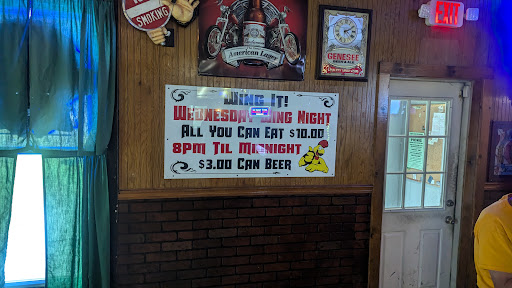 SMOKING
American Lager
GENESEE
EXIT
WING IT!
WEDNESDAY WING NIGHT
ALL YOU CAN EAT $10.00
8PM TIL MIDNIGHT
$3.00 CAN BEER